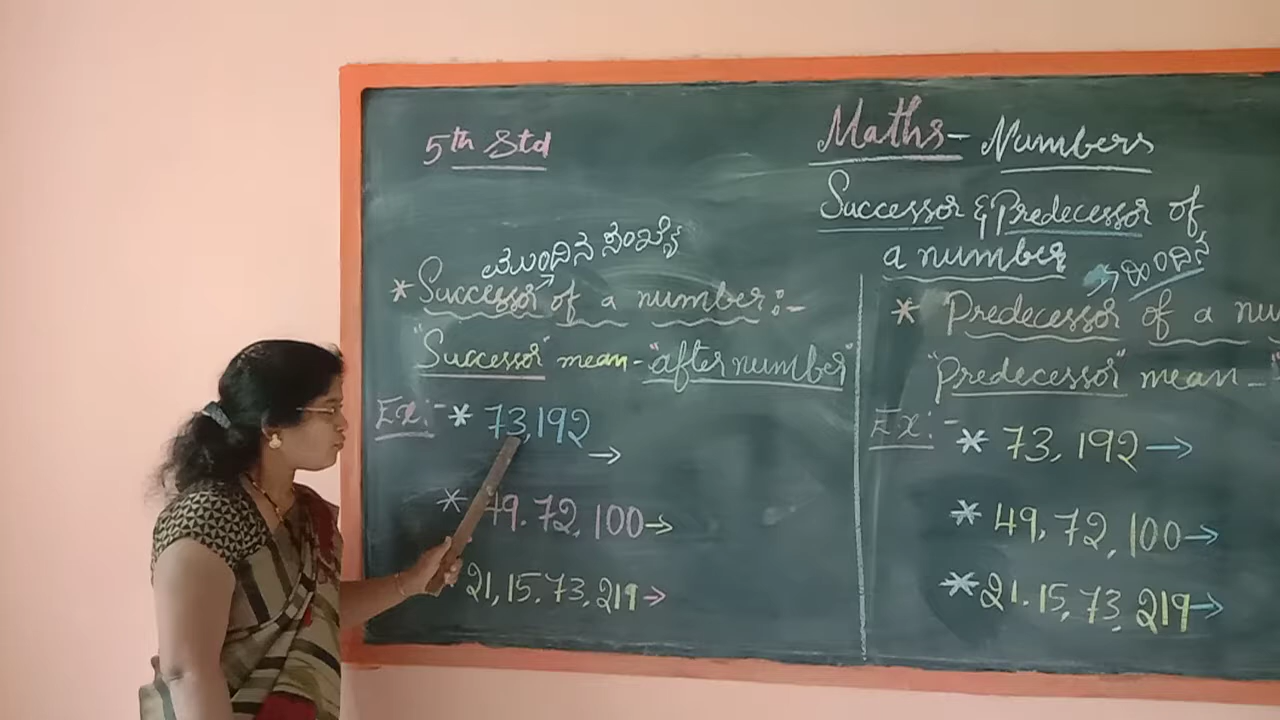 5th Std
Maths - Numbers
Successor & Predecessor of
a number
ಮುಂದಿನ ಸಂಖ್ಯೆ
* Successor of a number:-
"Successor" mean - "after number"
Ex:- * 73,192 →
* 49.72,100 →
21,15.73,219 →
ಹಿಂದಿನ
* Predecessor of a
"Predecessor" mean -
Ex:- * 73,192 →
* 49,72,100 →
* 21.15,73,219 →